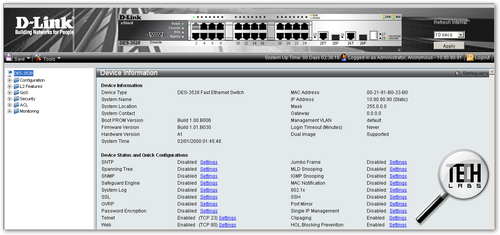 D-Link
Building Networks for People
DES-3528
Console
Refresh Interval
10 secs
Apply
Save
Tools
System Up Time: 00 Days 02:36:16
Logged in as Administrator, Anonymous - 10.90.90.91
Logout
DES-3528
Configuration
L2 Features
QoS
Security
ACL
Monitoring
Device Information
Device Information
Device Type DES-3528 Fast Ethernet Switch MAC Address 00-21-91-B0-33-B0
System Name IP Address 10.90.90.90 (Static)
System Location Mask 255.0.0.0
System Contact Gateway 0.0.0.0
Boot PROM Version Build 1.00.B006 Management VLAN default
Firmware Version Build 1.01.B030 Login Timeout (Minutes) Never
Hardware Version A1 Dual Image Supported
System Time 02/01/2000 01:45:48
Device Status and Quick Configurations
SNTP Disabled Settings Jumbo Frame Disabled Settings
Spanning Tree Disabled Settings MLD Snooping Disabled Settings
SNMP Disabled Settings IGMP Snooping Disabled Settings
Safeguard Engine Disabled Settings MAC Notification Disabled Settings
System Log Disabled Settings 802.1x Disabled Settings
SSL Disabled Settings SSH Disabled Settings
GVRP Disabled Settings Port Mirror Disabled Settings
Password Encryption Disabled Settings Single IP Management Disabled Settings
Telnet Enabled (TCP 23) Settings Clipaging Enabled Settings
Web Enabled (TCP 80) Settings HOL Blocking Prevention Enabled Settings
TECH
LABS